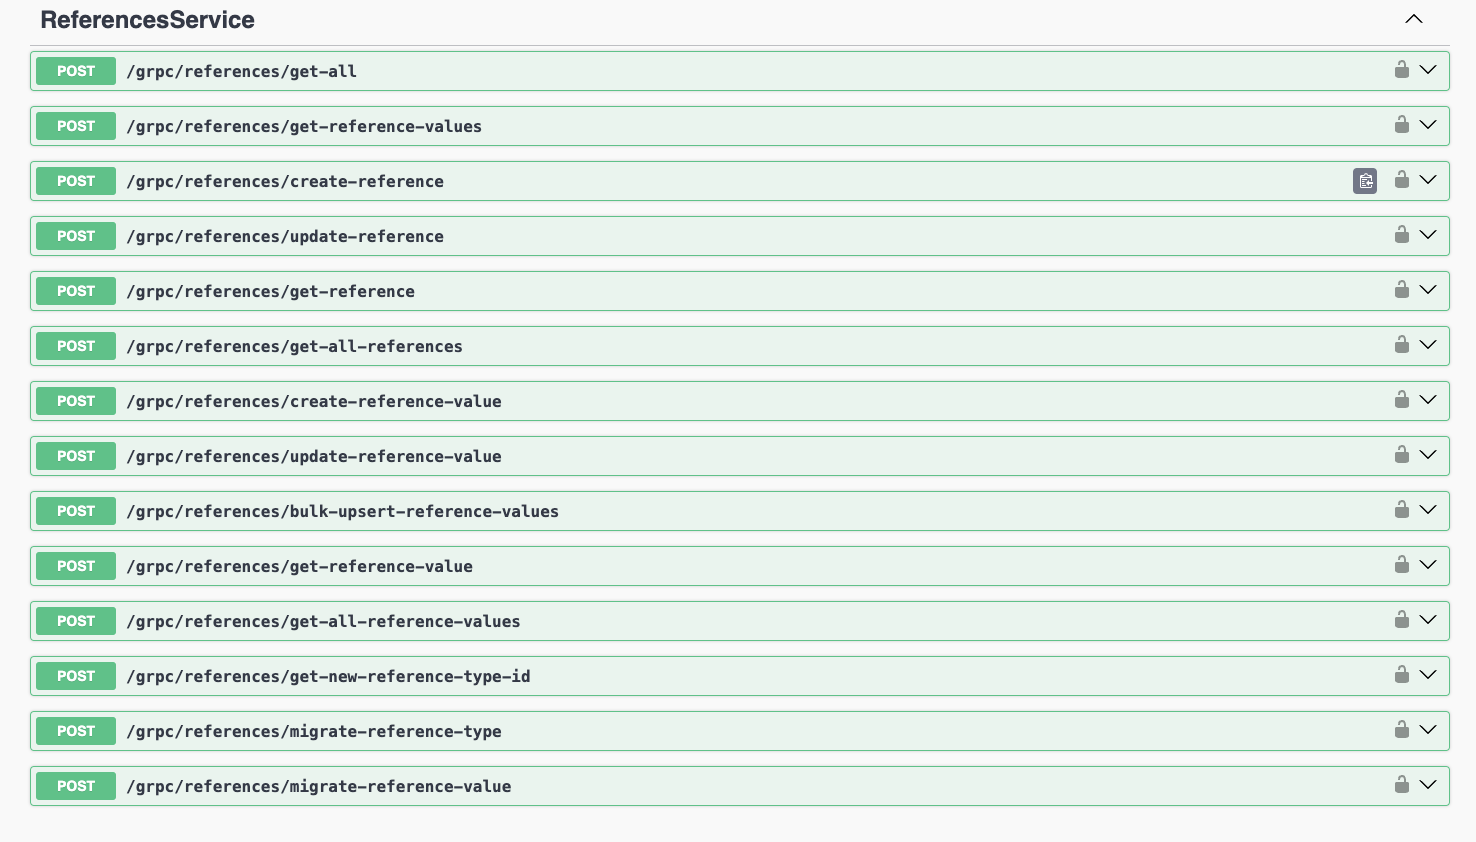 ReferencesService
POST /grpc/references/get-all
POST /grpc/references/get-reference-values
POST /grpc/references/create-reference
POST /grpc/references/update-reference
POST /grpc/references/get-reference
POST /grpc/references/get-all-references
POST /grpc/references/create-reference-value
POST /grpc/references/update-reference-value
POST /grpc/references/bulk-upsert-reference-values
POST /grpc/references/get-reference-value
POST /grpc/references/get-all-reference-values
POST /grpc/references/get-new-reference-type-id
POST /grpc/references/migrate-reference-type
POST /grpc/references/migrate-reference-value